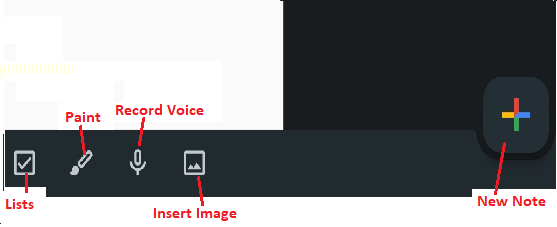 Record Voice
Paint
Lists
Insert Image
New Note